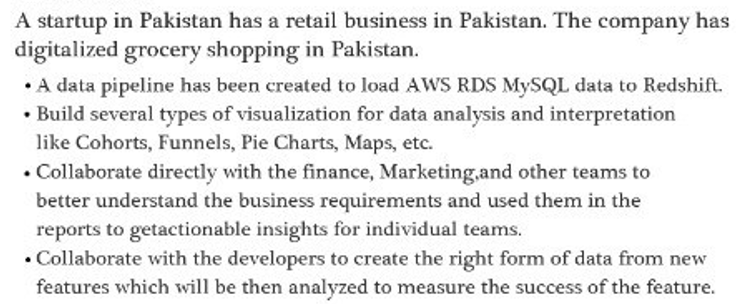 A startup in Pakistan has a retail business in Pakistan. The company has
digitalized grocery shopping in Pakistan.
• A data pipeline has been created to load AWS RDS MySQL data to Redshift.
• Build several types of visualization for data analysis and interpretation
like Cohorts, Funnels, Pie Charts, Maps, etc.
• Collaborate directly with the finance, Marketing,and other teams to
better understand the business requirements and used them in the
reports to getactionable insights for individual teams.
• Collaborate with the developers to create the right form of data from new
features which will be then analyzed to measure the success of the feature.